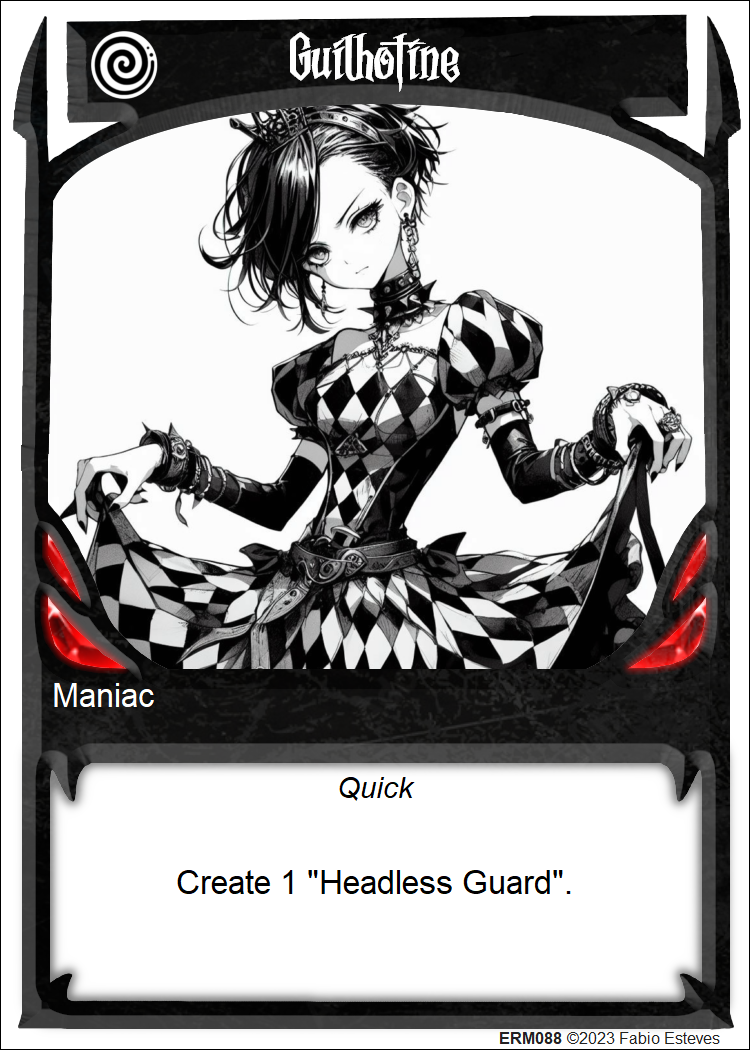 Guilhotine
Maniac
Quick
Create 1 "Headless Guard".
ERM088 ©2023 Fabio Esteves